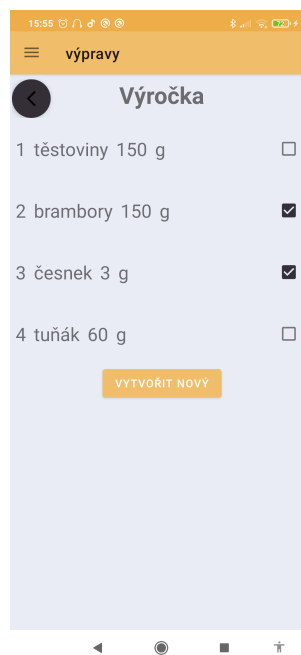 15:55
výpravy
Výročka
1 těstoviny 150 g
2 brambory 150 g
3 česnek 3 g
4 tuňák 60 g
VYTVOŘIT NOVÝ